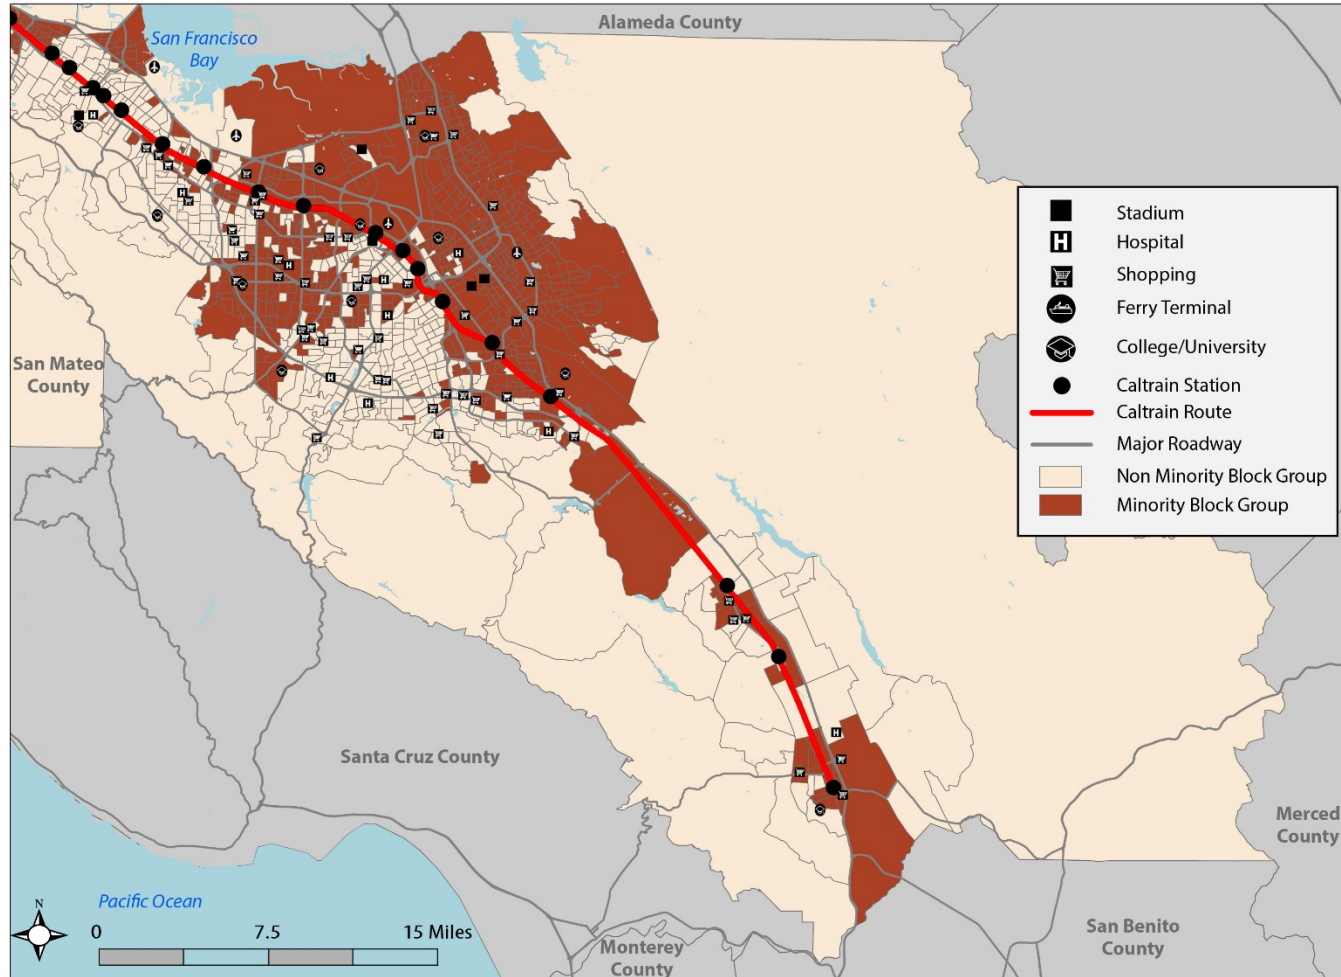 Alameda County
San Francisco
Bay
Stadium
H
Hospital
Shopping
Ferry Terminal
College/University
Caltrain Station
Caltrain Route
Major Roadway
Non Minority Block Group
Minority Block Group
San Mateo
County
Santa Cruz County
Merced
County
Pacific Ocean
N
0
7.5
15 Miles
Monterey
County
San Benito
County